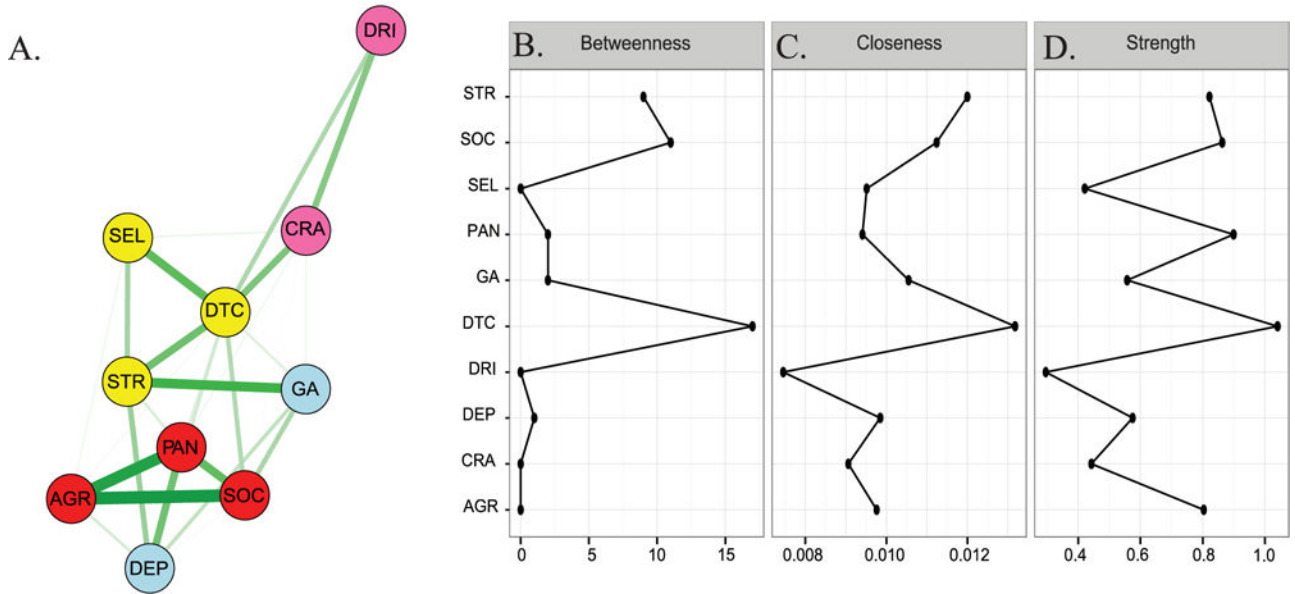 A.
DRI
CRA
SEL
DTC
STR
GA
PAN
AGR
SOC
DEP
B. Betweenness
C. Closeness
D. Strength
STR
SOC
SEL
PAN
GA
DTC
DRI
DEP
CRA
AGR
0 5 10 15
0.008 0.010 0.012
0.4 0.6 0.8 1.0